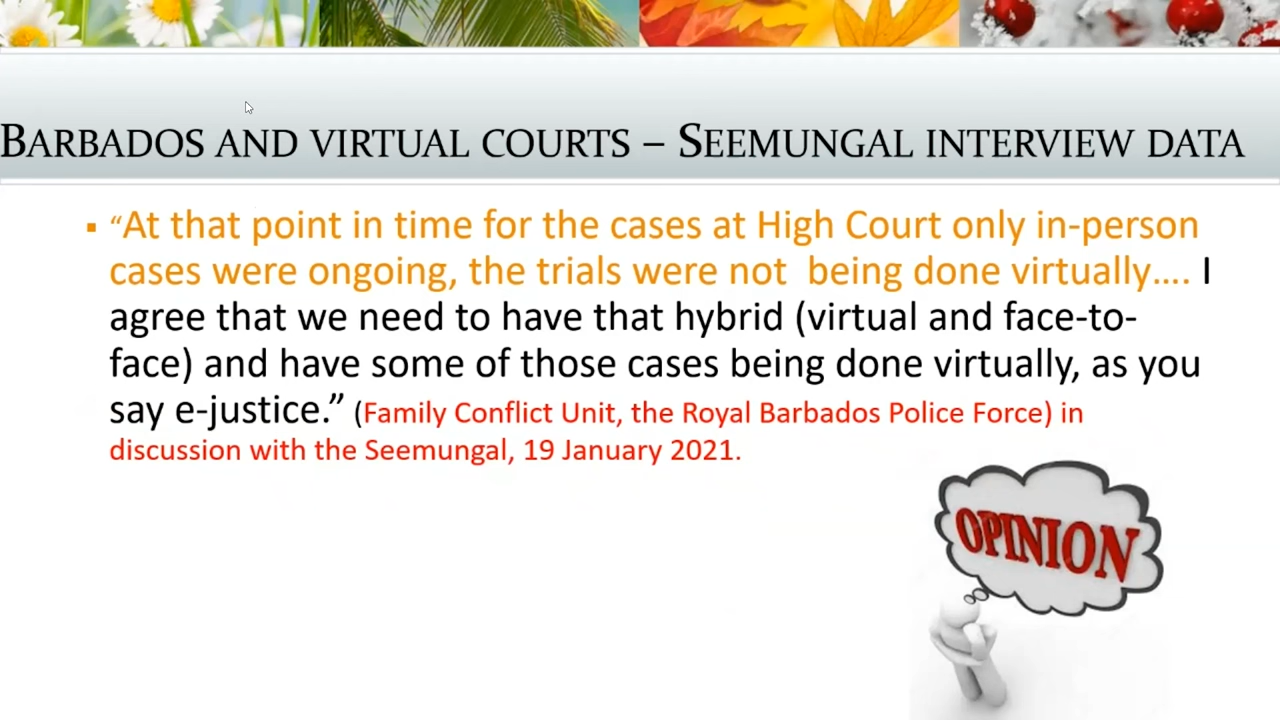 BARBADOS AND VIRTUAL COURTS – SEEMUNGAL INTERVIEW DATA
▪ “At that point in time for the cases at High Court only in-person
cases were ongoing, the trials were not  being done virtually…. I
agree that we need to have that hybrid (virtual and face-to-
face) and have some of those cases being done virtually, as you
say e-justice.” (Family Conflict Unit, the Royal Barbados Police Force) in
discussion with the Seemungal, 19 January 2021.
OPINION